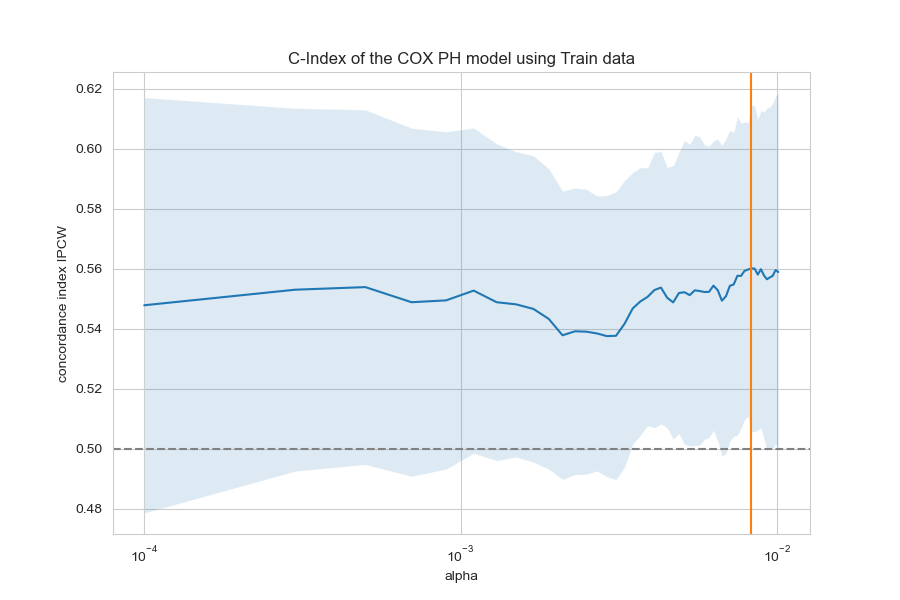 C-Index of the COX PH model using Train data
concordance index IPCW
0.62
0.60
0.58
0.56
0.54
0.52
0.50
0.48
10⁻⁴ 10⁻³ 10⁻²
alpha